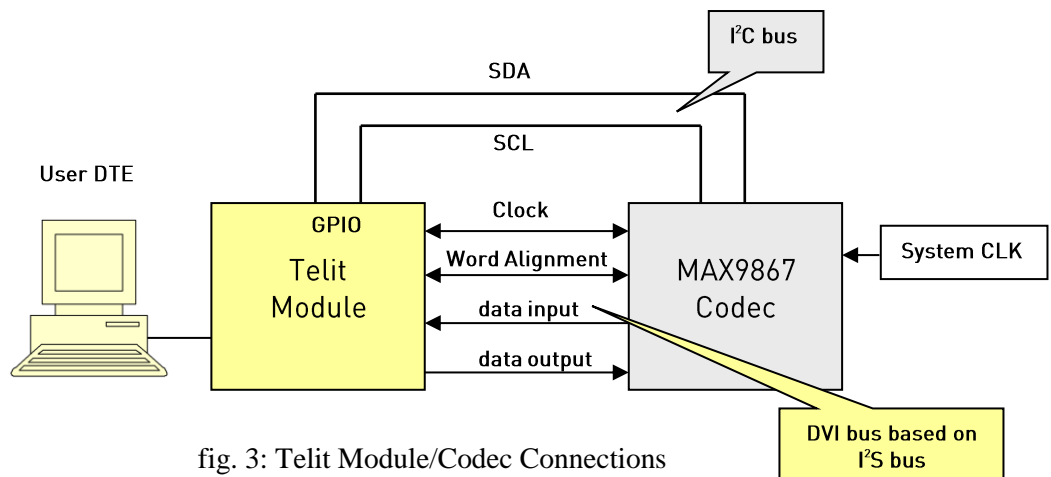 I²C bus
SDA
SCL
User DTE
GPIO
Telit
Module
Clock
Word Alignment
data input
data output
MAX9867
Codec
System CLK
DVI bus based on
I²S bus
fig. 3: Telit Module/Codec Connections